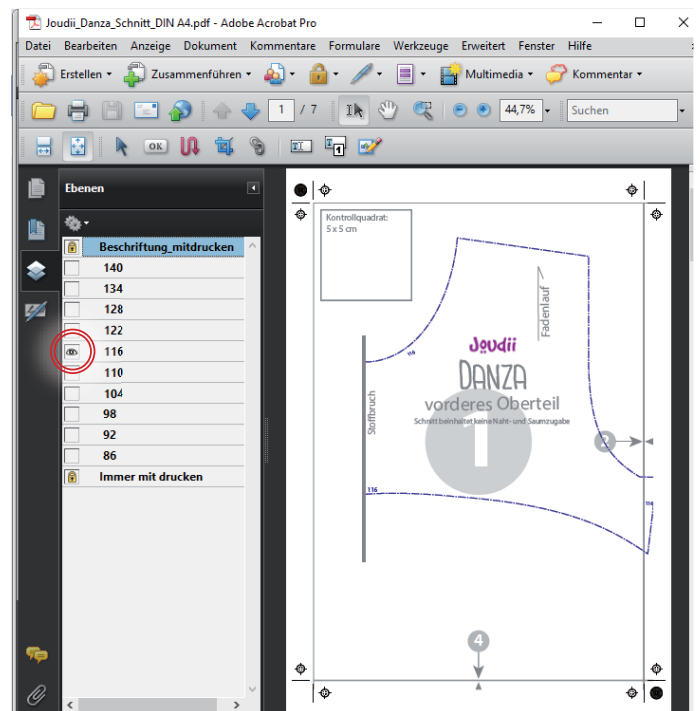 Joudii_Danza_Schnitt_DIN A4.pdf - Adobe Acrobat Pro
Datei Bearbeiten Anzeige Dokument Kommentare Formulare Werkzeuge Erweitert Fenster Hilfe
Erstellen Zusammenführen Multimedia Kommentar
1 / 7 44,7% Suchen
OK
Ebenen
Beschriftung_mitdrucken
140
134
128
122
116
110
104
98
92
86
Immer mit drucken
Kontrollquadrat:
5 x 5 cm
Fadenlauf
116
Joudii
DANZA
vorderes Oberteil
Schnitt beinhaltet keine Naht- und Saumzugabe
Stoffbruch
1
3
116
116
4